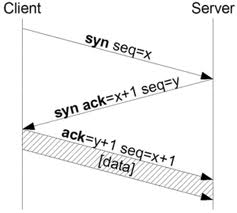 Client
Server
syn seq=x
syn ack=x+1 seq=y
ack=y+1 seq=x+1
[data]